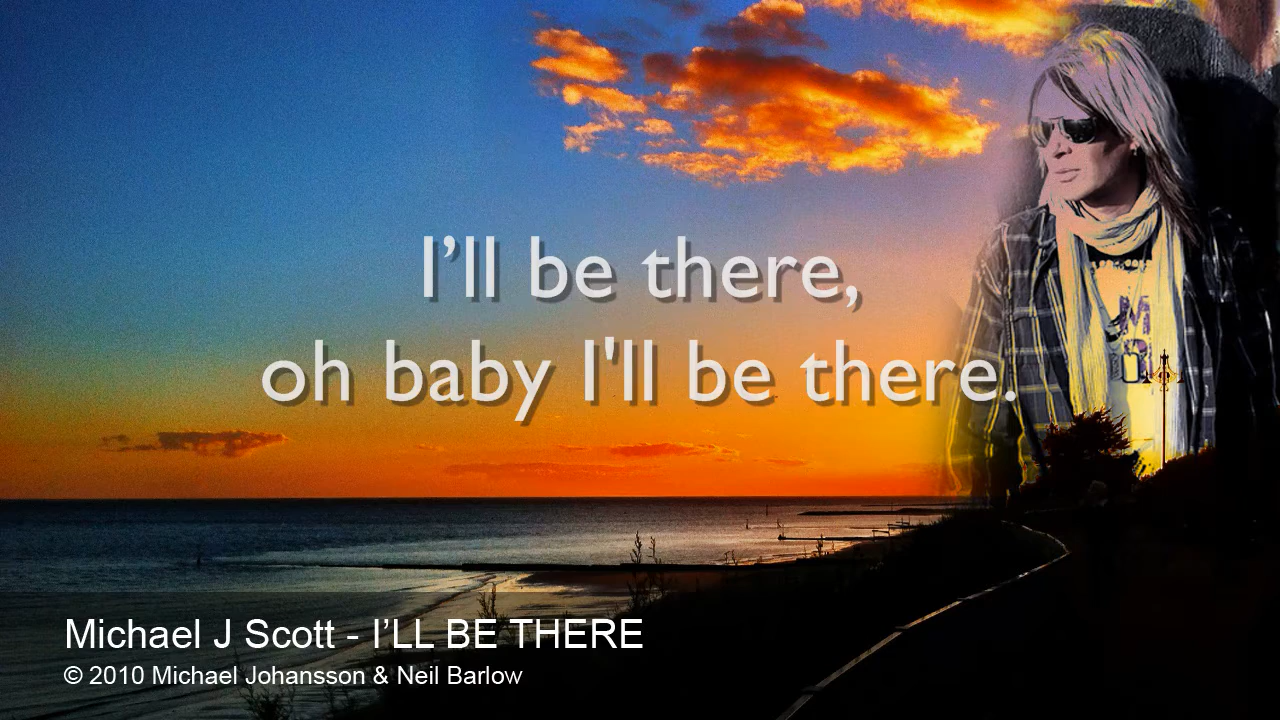 I’ll be there,
oh baby I'll be there.
Michael J Scott - I’LL BE THERE
© 2010 Michael Johansson & Neil Barlow